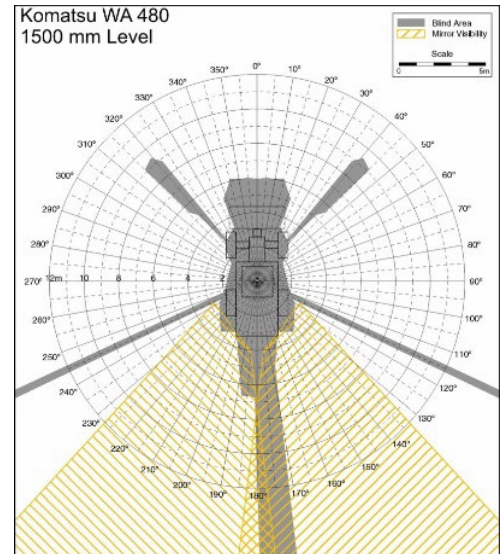 Komatsu WA 480
1500 mm Level
Blind Area
Mirror Visibility
Scale
0 5m
0°
350° 10°
340° 20°
330° 30°
320° 40°
310° 50°
300° 60°
290° 70°
280° 80°
270° 12m 10 8 6 4 2 90°
260° 100°
250° 110°
240° 120°
230° 130°
220° 140°
210° 150°
200° 160°
190° 170°
180°